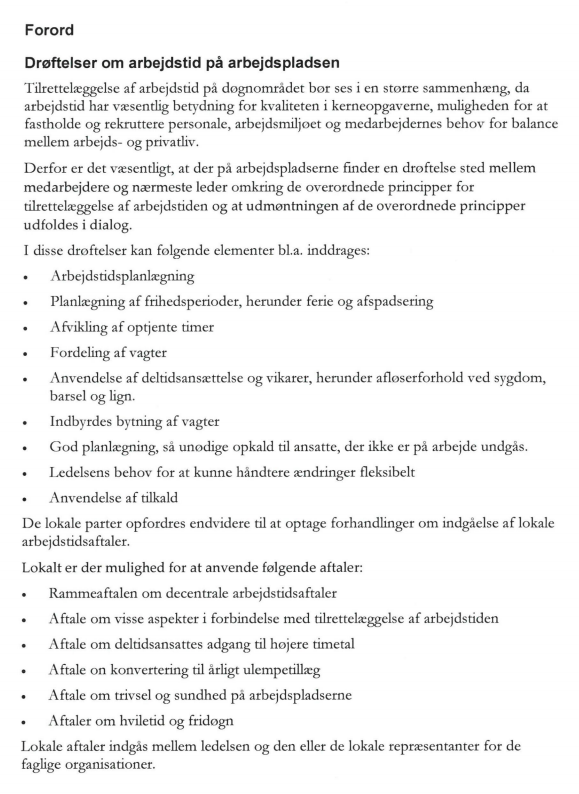 Forord
Drøftelser om arbejdstid på arbejdspladsen
Tilrettelæggelse af arbejdstid på døgnområdet bør ses i en større sammenhæng, da
arbejdstid har væsentlig betydning for kvaliteten i kerneopgaverne, muligheden for at
fastholde og rekruttere personale, arbejdsmiljøet og medarbejdernes behov for balance
mellem arbejds- og privatliv.
Derfor er det væsentligt, at der på arbejdspladserne finder en drøftelse sted mellem
medarbejdere og nærmeste leder omkring de overordnede principper for
tilrettelæggelse af arbejdstiden og at udmøntningen af de overordnede principper
udfoldes i dialog.
I disse drøftelser kan følgende elementer bl.a. inddrages:
• Arbejdstidsplanlægning
• Planlægning af frihedsperioder, herunder ferie og afspadsering
• Afvikling af optjente timer
• Fordeling af vagter
• Anvendelse af deltidsansættelse og vikarer, herunder afløserforhold ved sygdom,
barsel og lign.
• Indbyrdes bytning af vagter
• God planlægning, så unødige opkald til ansatte, der ikke er på arbejde undgås.
• Ledelsens behov for at kunne håndtere ændringer fleksibelt
• Anvendelse af tilkald
De lokale parter opfordres endvidere til at optage forhandlinger om indgåelse af lokale
arbejdstidsaftaler.
Lokalt er der mulighed for at anvende følgende aftaler:
• Rammeaftalen om decentrale arbejdstidsaftaler
• Aftale om visse aspekter i forbindelse med tilrettelæggelse af arbejdstiden
• Aftale om deltidsansattes adgang til højere timetal
• Aftale on konvertering til årligt ulempetillæg
• Aftale om trivsel og sundhed på arbejdspladserne
• Aftaler om hviletid og fridøgn
Lokale aftaler indgås mellem ledelsen og den eller de lokale repræsentanter for de
faglige organisationer.